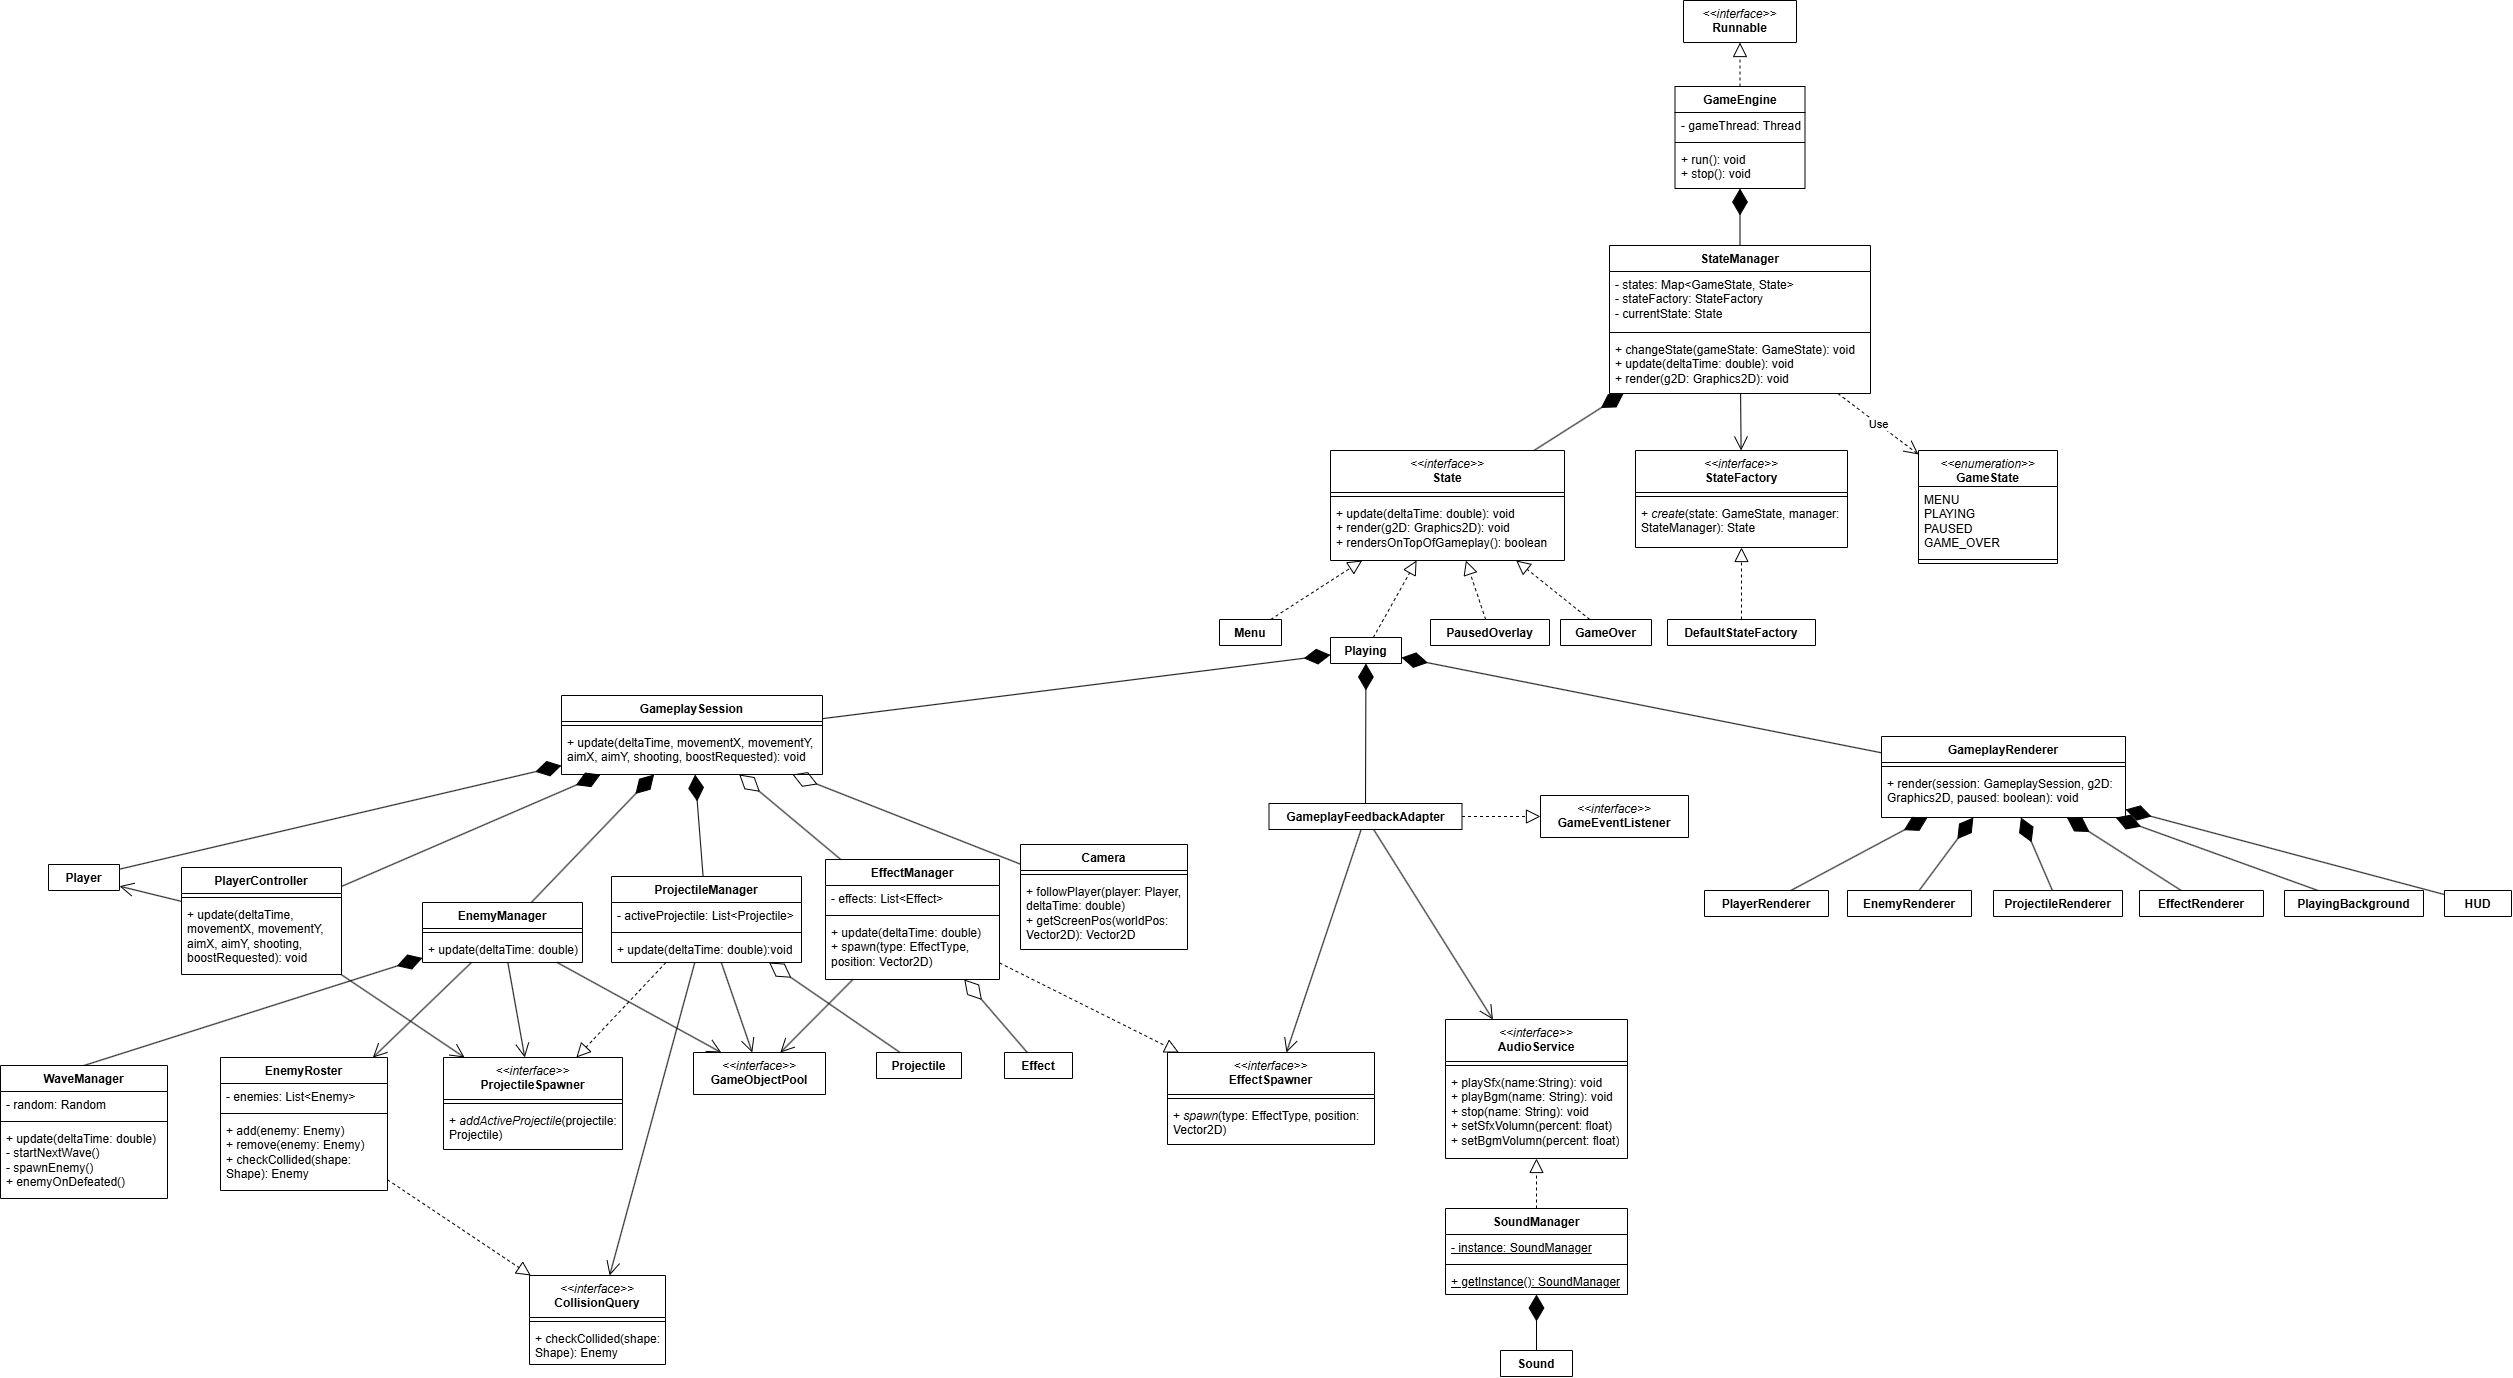 <<interface>>
Runnable
GameEngine
- gameThread: Thread
+ run(): void
+ stop(): void
StateManager
- states: Map<GameState, State>
- stateFactory: StateFactory
- currentState: State
+ changeState(gameState: GameState): void
+ update(deltaTime: double): void
+ render(g2D: Graphics2D): void
Use
<<interface>>
State
+ update(deltaTime: double): void
+ render(g2D: Graphics2D): void
+ rendersOnTopOfGameplay(): boolean
<<interface>>
StateFactory
+ create(state: GameState, manager:
StateManager): State
<<enumeration>>
GameState
MENU
PLAYING
PAUSED
GAME_OVER
Menu
Playing
PausedOverlay
GameOver
DefaultStateFactory
GameplaySession
+ update(deltaTime, movementX, movementY,
aimX, aimY, shooting, boostRequested): void
GameplayRenderer
+ render(session: GameplaySession, g2D:
Graphics2D, paused: boolean): void
GameplayFeedbackAdapter
<<interface>>
GameEventListener
Player
PlayerController
+ update(deltaTime,
movementX, movementY,
aimX, aimY, shooting,
boostRequested): void
EnemyManager
+ update(deltaTime: double)
ProjectileManager
- activeProjectile: List<Projectile>
+ update(deltaTime: double):void
EffectManager
- effects: List<Effect>
+ update(deltaTime: double)
+ spawn(type: EffectType,
position: Vector2D)
Camera
+ followPlayer(player: Player,
deltaTime: double)
+ getScreenPos(worldPos:
Vector2D): Vector2D
PlayerRenderer
EnemyRenderer
ProjectileRenderer
EffectRenderer
PlayingBackground
HUD
WaveManager
- random: Random
+ update(deltaTime: double)
- startNextWave()
- spawnEnemy()
+ enemyOnDefeated()
EnemyRoster
- enemies: List<Enemy>
+ add(enemy: Enemy)
+ remove(enemy: Enemy)
+ checkCollided(shape:
Shape): Enemy
<<interface>>
ProjectileSpawner
+ addActiveProjectile(projectile:
Projectile)
<<interface>>
GameObjectPool
Projectile
Effect
<<interface>>
EffectSpawner
+ spawn(type: EffectType, position:
Vector2D)
<<interface>>
AudioService
+ playSfx(name:String): void
+ playBgm(name: String): void
+ stop(name: String): void
+ setSfxVolumn(percent: float)
+ setBgmVolumn(percent: float)
SoundManager
- instance: SoundManager
+ getInstance(): SoundManager
<<interface>>
CollisionQuery
+ checkCollided(shape:
Shape): Enemy
Sound